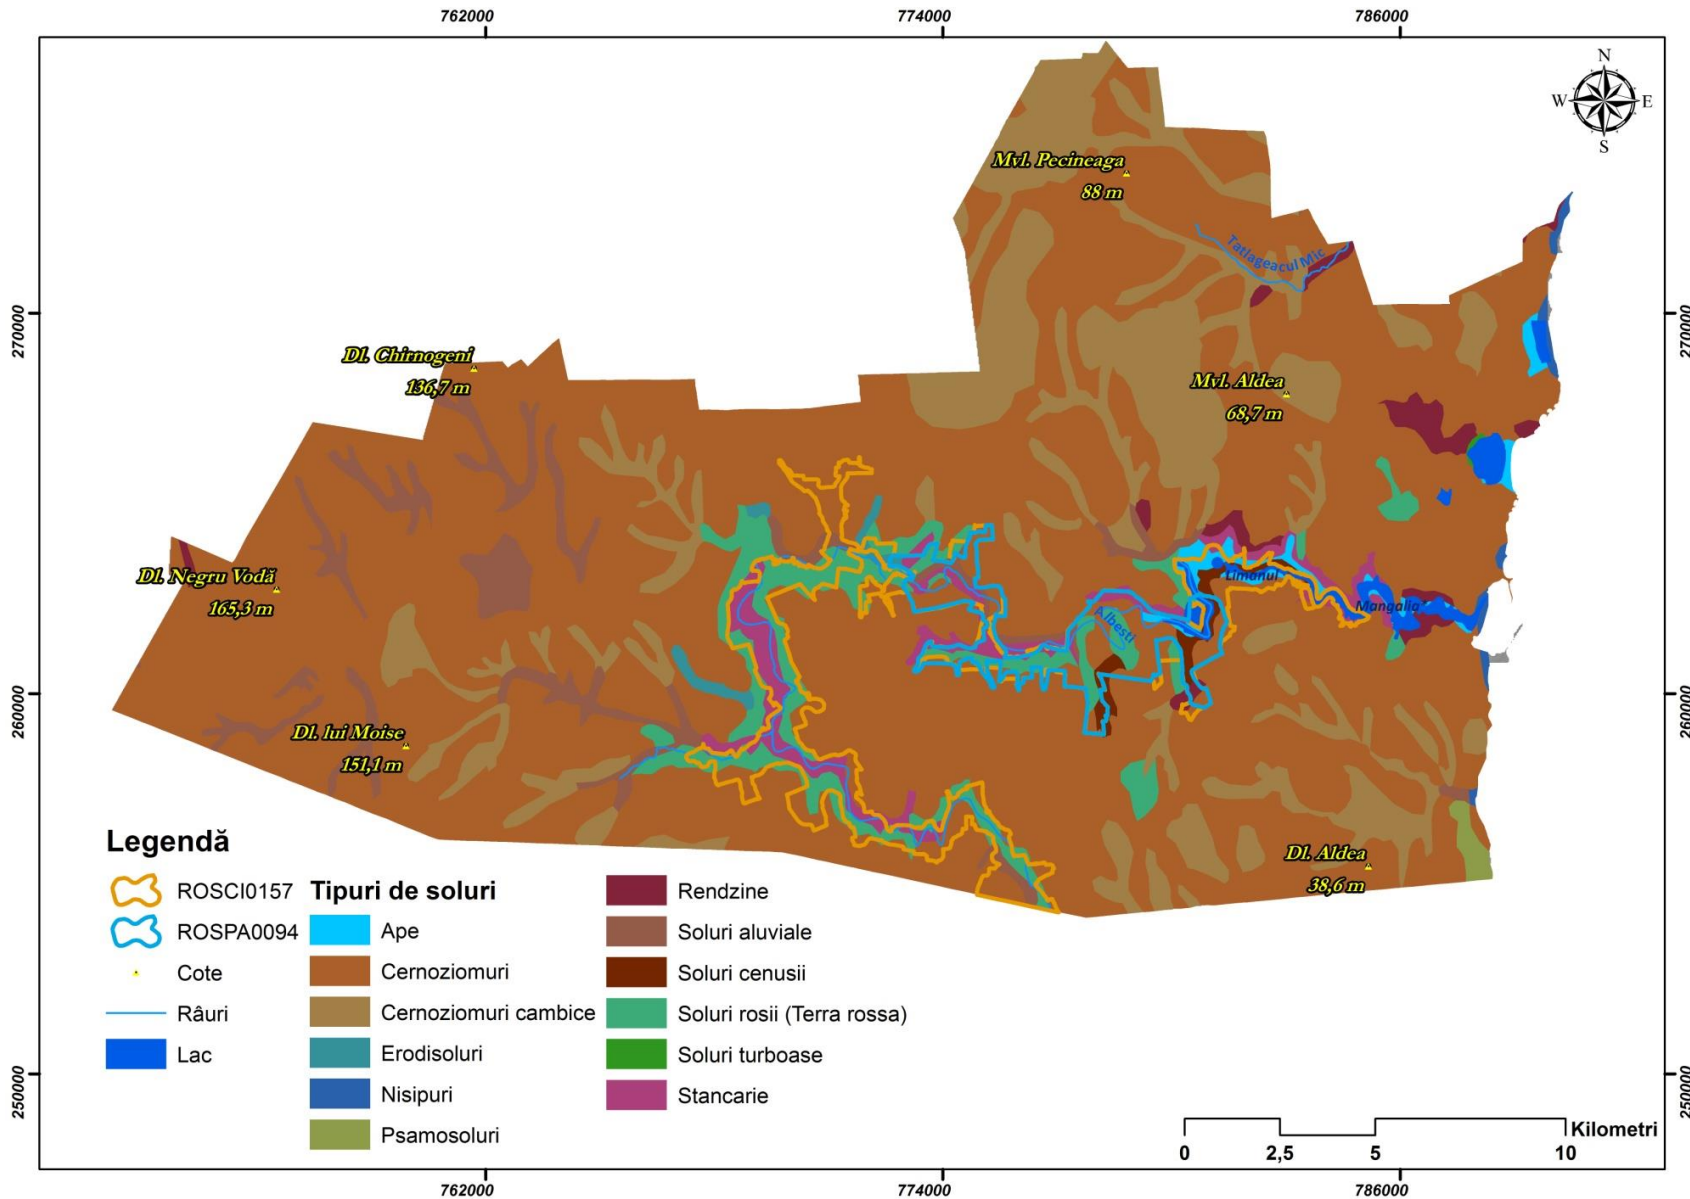 762000
774000
786000
N
W E
S
Mvl. Pecineaga
88 m
Tatlageacul Mic
270000
270000
Dl. Chirnogeni
136,7 m
Mvl. Aldea
68,7 m
Dl. Negru Vodă
165,3 m
Limanul
Mangalia
Albesti
260000
260000
Dl. lui Moise
151,1 m
Dl. Aldea
38,6 m
Legendă
ROSCI0157
ROSPA0094
Cote
Râuri
Lac
Tipuri de soluri
Ape
Cernoziomuri
Cernoziomuri cambice
Erodisoluri
Nisipuri
Psamosoluri
Rendzine
Soluri aluviale
Soluri cenusii
Soluri rosii (Terra rossa)
Soluri turboase
Stancarie
250000
250000
Kilometri
0 2,5 5 10
762000
774000
786000